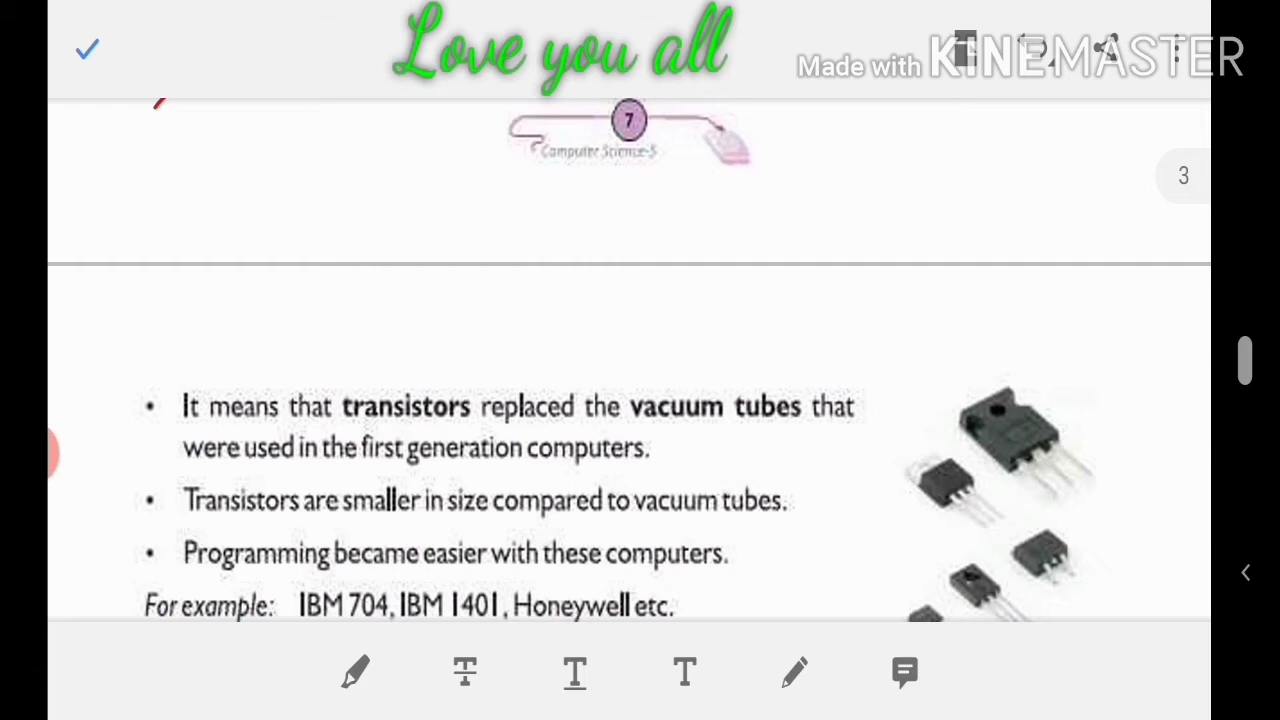 Love you all
Made with KINEMASTER
7
Computer Science-5
3
• It means that transistors replaced the vacuum tubes that
were used in the first generation computers.
• Transistors are smaller in size compared to vacuum tubes.
• Programming became easier with these computers.
For example: IBM 704, IBM 1401, Honeywell etc.